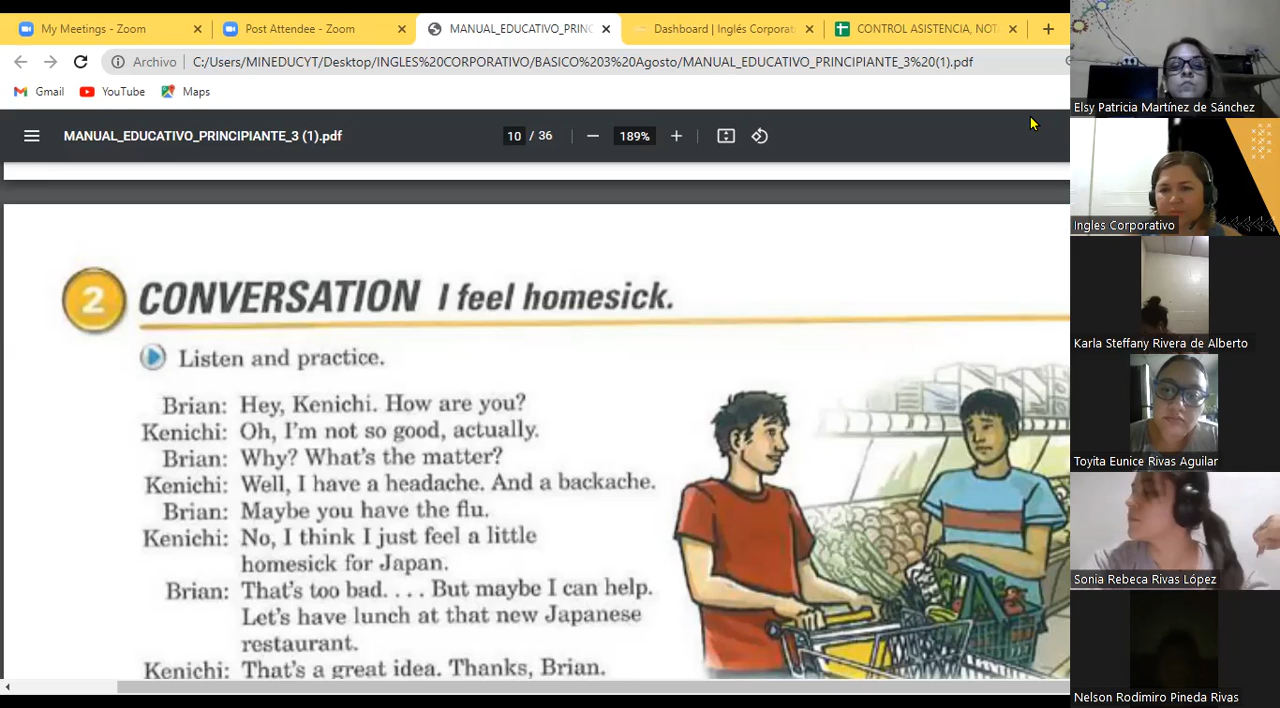 My Meetings - Zoom
Post Attendee - Zoom
MANUAL_EDUCATIVO_PRINC
Dashboard | Inglés Corporat
CONTROL ASISTENCIA, NOT
Archivo
C:/Users/MINEDUCYT/Desktop/INGLES%20CORPORATIVO/BASICO%203%20Agosto/MANUAL_EDUCATIVO_PRINCIPIANTE_3%20(1).pdf
Gmail
YouTube
Maps
MANUAL_EDUCATIVO_PRINCIPIANTE_3 (1).pdf
10 / 36
189%
2 CONVERSATION I feel homesick.
Listen and practice.
Brian: Hey, Kenichi. How are you?
Kenichi: Oh, I'm not so good, actually.
Brian: Why? What's the matter?
Kenichi: Well, I have a headache. And a backache.
Brian: Maybe you have the flu.
Kenichi: No, I think I just feel a little
homesick for Japan.
Brian: That's too bad. . . . But maybe I can help.
Let's have lunch at that new Japanese
restaurant.
Kenichi: That's a great idea. Thanks, Brian.
Elsy Patricia Martínez de Sánchez
Ingles Corporativo
Karla Steffany Rivera de Alberto
Toyita Eunice Rivas Aguilar
Sonia Rebeca Rivas López
Nelson Rodimiro Pineda Rivas